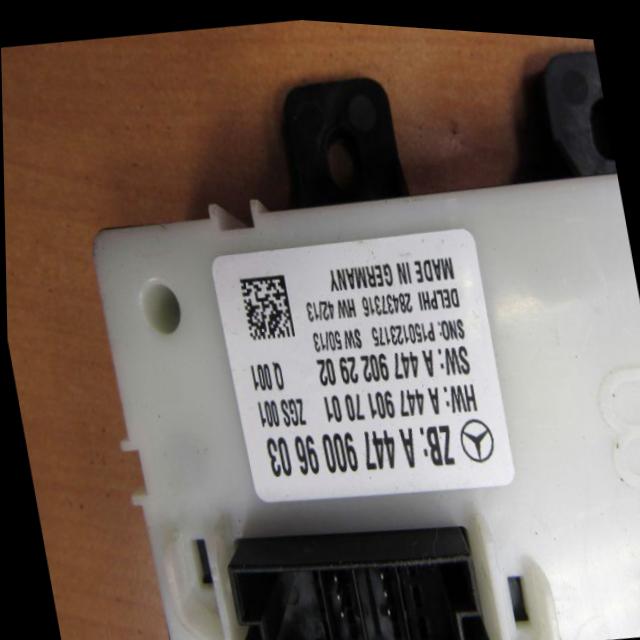 ZB: A 447 900 96 03
HW: A 447 901 70 01 ZGS 001
SW: A 447 902 29 02 Q 001
SNO: P150123175 SW 50/13
DELPHI 28437316 HW 42/13
MADE IN GERMANY